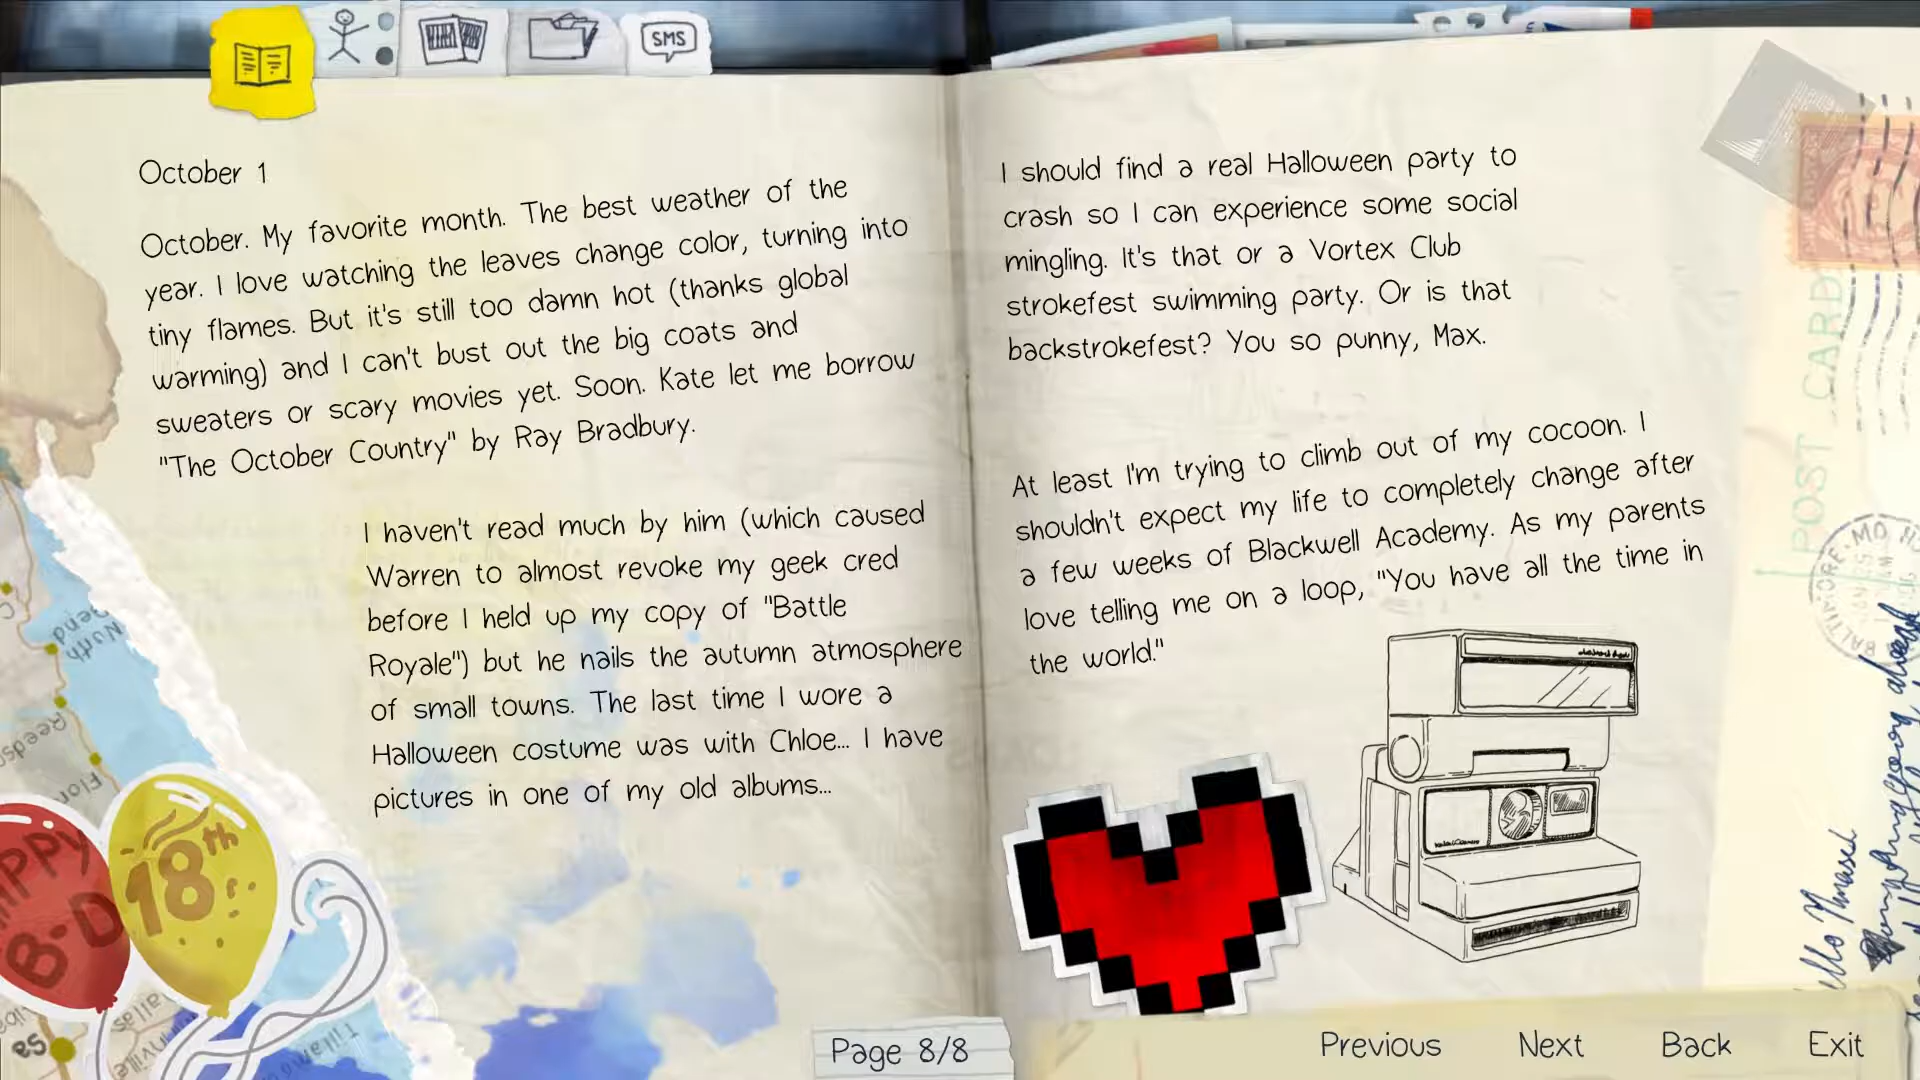 SMS
October 1
October. My favorite month. The best weather of the
year. I love watching the leaves change color, turning into
tiny flames. But it's still too damn hot (thanks global
warming) and I can't bust out the big coats and
sweaters or scary movies yet. Soon. Kate let me borrow
"The October Country" by Ray Bradbury.
I haven't read much by him (which caused
Warren to almost revoke my geek cred
before I held up my copy of "Battle
Royale") but he nails the autumn atmosphere
of small towns. The last time I wore a
Halloween costume was with Chloe... I have
pictures in one of my old albums...
I should find a real Halloween party to
crash so I can experience some social
mingling. It's that or a Vortex Club
strokefest swimming party. Or is that
backstrokefest? You so punny, Max.
At least I'm trying to climb out of my cocoon. I
shouldn't expect my life to completely change after
a few weeks of Blackwell Academy. As my parents
love telling me on a loop, "You have all the time in
the world."
POST CARD
BALTIMORE, MD.
North
Bend
B-D
18th
Page 8/8
Previous
Next
Back
Exit